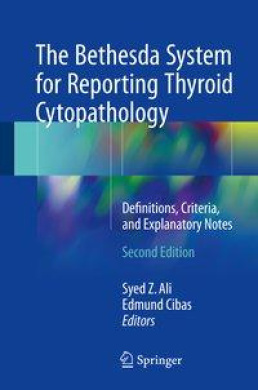 The Bethesda System
for Reporting Thyroid
Cytopathology
Definitions, Criteria,
and Explanatory Notes
Second Edition
Syed Z. Ali
Edmund Cibas
Editors
Springer